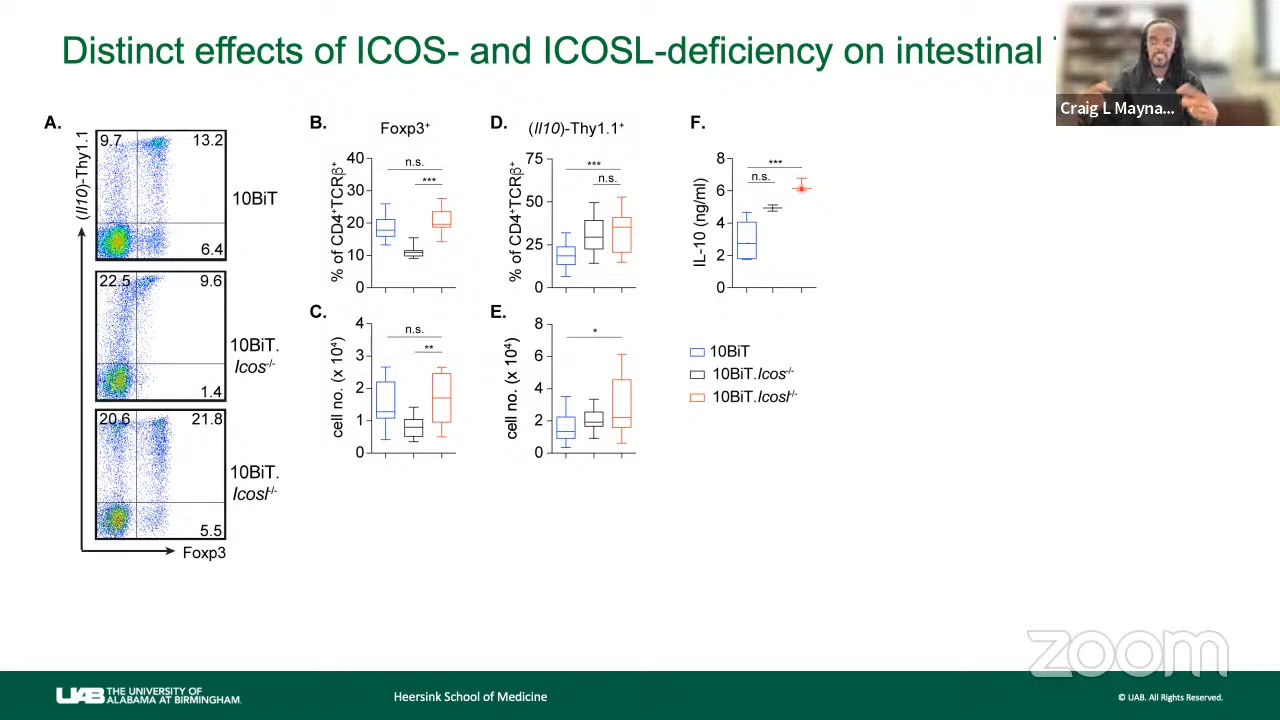 Distinct effects of ICOS- and ICOSL-deficiency on intestinal
Craig L Mayna...
A.
(Il10)-Thy1.1
9.7 13.2
6.4
10BiT
22.5 9.6
1.4
10BiT.
Icos-/-
20.6 21.8
5.5
10BiT.
Icosl-/-
Foxp3
B.
Foxp3+
% of CD4+TCRβ+
40
30
20
10
0
n.s.
***
C.
cell no. (x 10⁴)
4
3
2
1
0
n.s.
**
D.
(Il10)-Thy1.1+
% of CD4+TCRβ+
75
50
25
0
***
n.s.
E.
cell no. (x 10⁴)
8
6
4
2
0
*
F.
IL-10 (ng/ml)
8
6
4
2
0
***
n.s.
10BiT
10BiT.Icos-/-
10BiT.Icosl-/-
zoom
UAB THE UNIVERSITY OF
ALABAMA AT BIRMINGHAM.
Heersink School of Medicine
© UAB. All Rights Reserved.